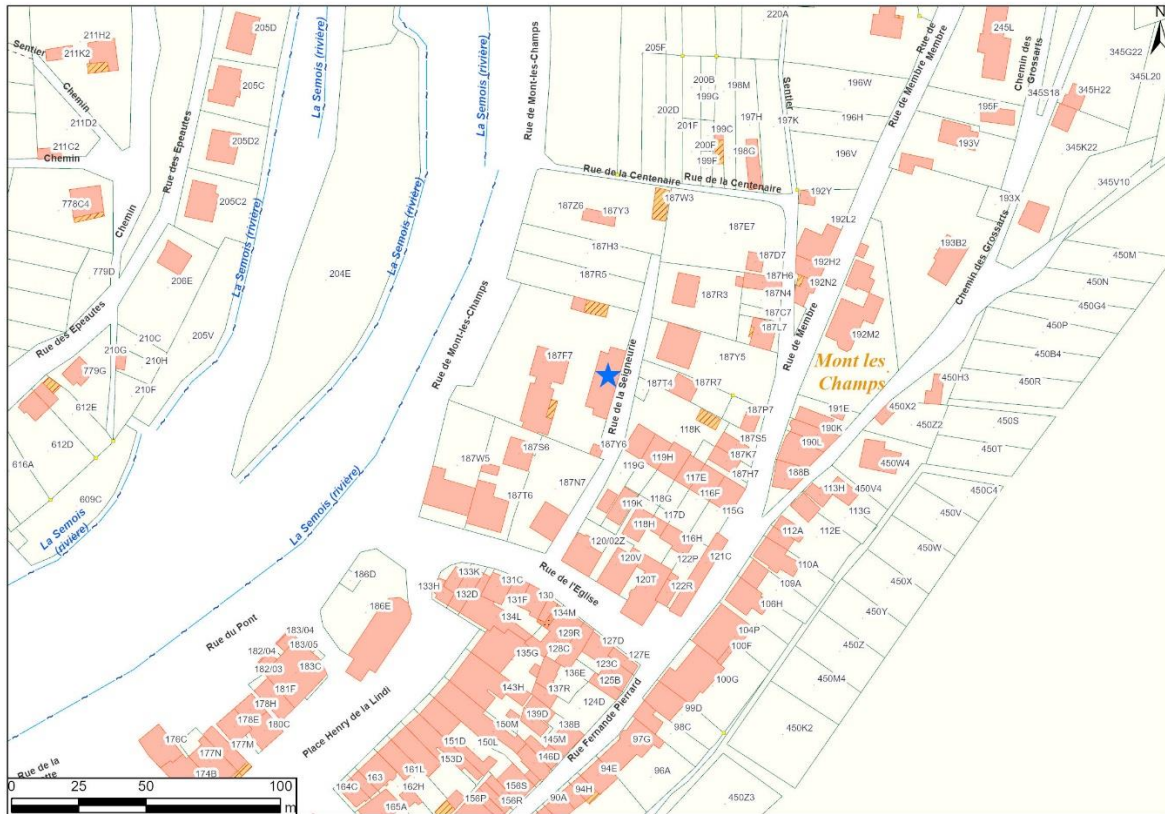 211H2
205D
220A
245L
N
Sentier
211K2
205F
Rue de Membre
Chemin des Grossarts
345G22
345L20
Chemin
205C
La Semois (rivière)
La Semois (rivière)
Rue de Mont-les-Champs
200B
199G
198M
Sentier
196W
345S18
345H22
211D2
202D
201F
197H
197K
196H
Rue de Membre
195F
211C2
205D2
199C
200F
199F
198G
196V
193V
345K22
Chemin
Rue des Epeautes
Rue de la Centenaire
Rue de la Centenaire
345V10
778C4
205C2
La Semois (rivière)
187W3
192Y
193X
Chemin
187Z6
187Y3
187E7
192L2
193B2
Chemin des Grossarts
187H3
187D7
192H2
450M
779D
206E
204E
187R5
187H6
192N2
450N
La Semois (rivière)
187R3
187N4
450G4
Rue des Epeautes
205V
Rue de Mont-les-Champs
187C7
187L7
Rue de Membre
192M2
450P
210G
210C
210H
210F
779G
187F7
Rue de la Seigneurie
187Y5
Mont les
Champs
450B4
612E
187T4
187R7
450H3
450R
612D
118K
187P7
191E
450X2
450S
616A
187S6
187Y6
187S5
190K
190L
450Z2
450T
187W5
119G
119H
187K7
187H7
188B
450W4
609C
La Semois (rivière)
187T6
187N7
117E
116F
113H
450V4
450C4
La Semois
(rivière)
119K
118G
117D
115G
113G
450V
118H
116H
112A
112E
120/02Z
120V
122P
121C
450W
186D
133H
133K
131C
Rue de l'Eglise
120T
122R
110A
109A
450X
186E
132D
131F
130
106H
Rue du Pont
134L
134M
450Y
183/04
183/05
129R
127D
104P
182/04
182/03
183C
135G
128C
127E
100F
450Z
181F
136E
123C
125B
178H
143H
137R
100G
450M4
178E
180C
Place Henry de la Lindi
124D
Rue Fernande Pierrard
176C
177M
139D
138B
99D
98C
450K2
177N
151D
150M
150L
145M
97G
174B
153D
146D
94E
96A
163
161L
164C
162H
156S
94H
450Z3
165A
156P
156R
90A
0 50 100
m